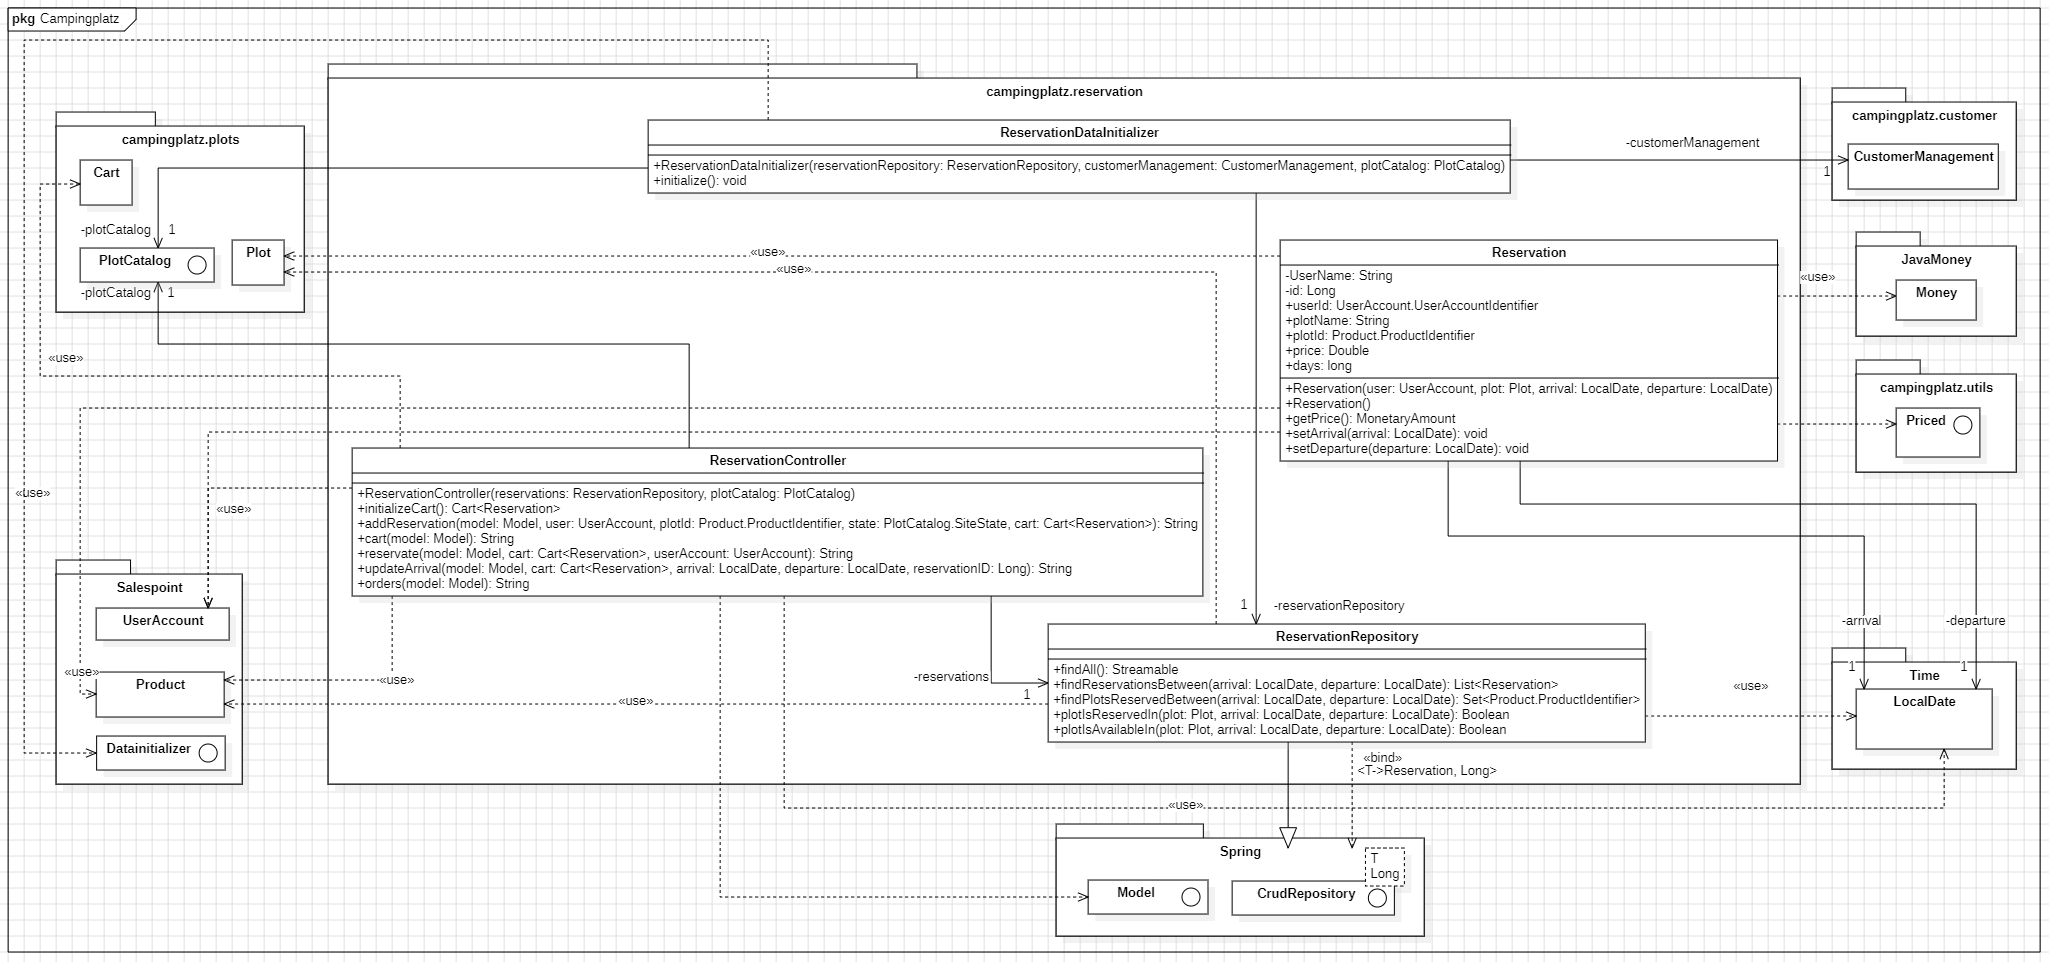 pkg Campingplatz
campingplatz.reservation
campingplatz.plots
Cart
-plotCatalog 1
PlotCatalog
Plot
-plotCatalog 1
«use»
ReservationDataInitializer
+ReservationDataInitializer(reservationRepository: ReservationRepository, customerManagement: CustomerManagement, plotCatalog: PlotCatalog)
+initialize(): void
-customerManagement
1
campingplatz.customer
CustomerManagement
«use»
«use»
Reservation
-UserName: String
-id: Long
+userId: UserAccount.UserAccountIdentifier
+plotName: String
+plotId: Product.ProductIdentifier
+price: Double
+days: long
+Reservation(user: UserAccount, plot: Plot, arrival: LocalDate, departure: LocalDate)
+Reservation()
+getPrice(): MonetaryAmount
+setArrival(arrival: LocalDate): void
+setDeparture(departure: LocalDate): void
«use»
JavaMoney
Money
campingplatz.utils
Priced
ReservationController
+ReservationController(reservations: ReservationRepository, plotCatalog: PlotCatalog)
+initializeCart(): Cart<Reservation>
+addReservation(model: Model, user: UserAccount, plotId: Product.ProductIdentifier, state: PlotCatalog.SiteState, cart: Cart<Reservation>): String
+cart(model: Model): String
+reservate(model: Model, cart: Cart<Reservation>, userAccount: UserAccount): String
+updateArrival(model: Model, cart: Cart<Reservation>, arrival: LocalDate, departure: LocalDate, reservationID: Long): String
+orders(model: Model): String
«use»
«use»
Salespoint
UserAccount
«use»
Product
Datainitializer
«use»
«use»
-reservations
1
1
-reservationRepository
ReservationRepository
+findAll(): Streamable
+findReservationsBetween(arrival: LocalDate, departure: LocalDate): List<Reservation>
+findPlotsReservedBetween(arrival: LocalDate, departure: LocalDate): Set<Product.ProductIdentifier>
+plotIsReservedIn(plot: Plot, arrival: LocalDate, departure: LocalDate): Boolean
+plotIsAvailableIn(plot: Plot, arrival: LocalDate, departure: LocalDate): Boolean
-arrival
-departure
1
1
Time
LocalDate
«use»
«bind»
<T->Reservation, Long>
«use»
Spring
Model
T
Long
CrudRepository